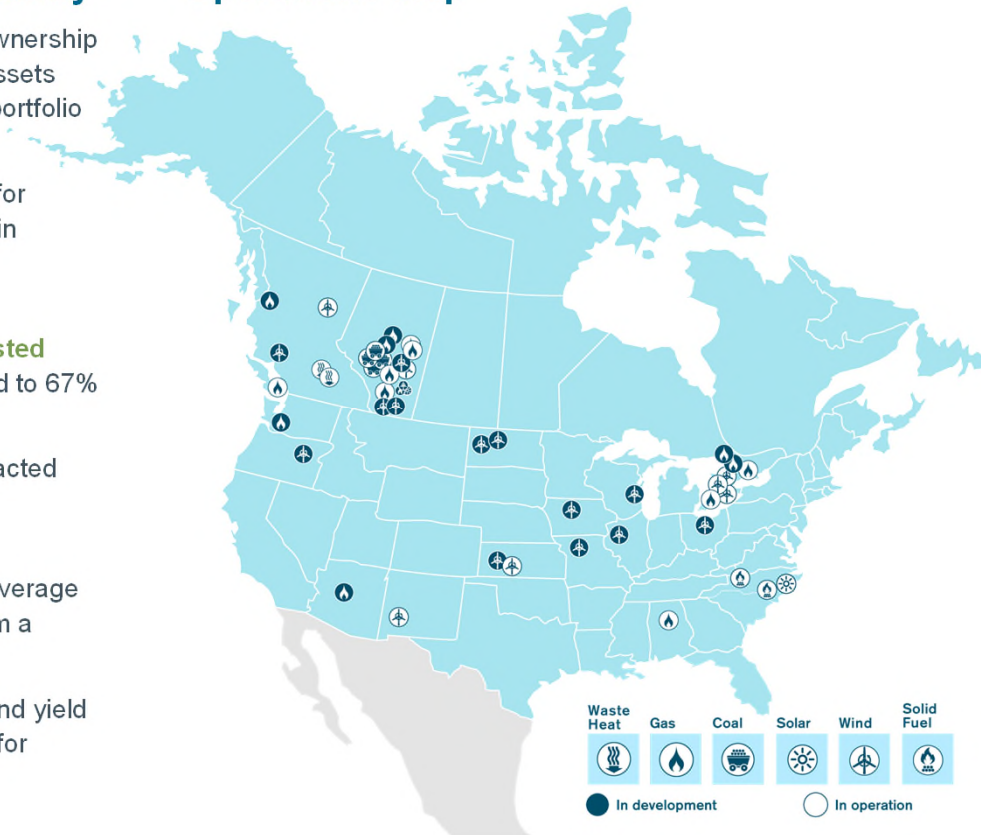 wnership
ssets
portfolio
for
in
sted
d to 67%
acted
verage
m a
nd yield
for
Waste
Heat
Gas
Coal
Solar
Wind
Solid
Fuel
In development
In operation